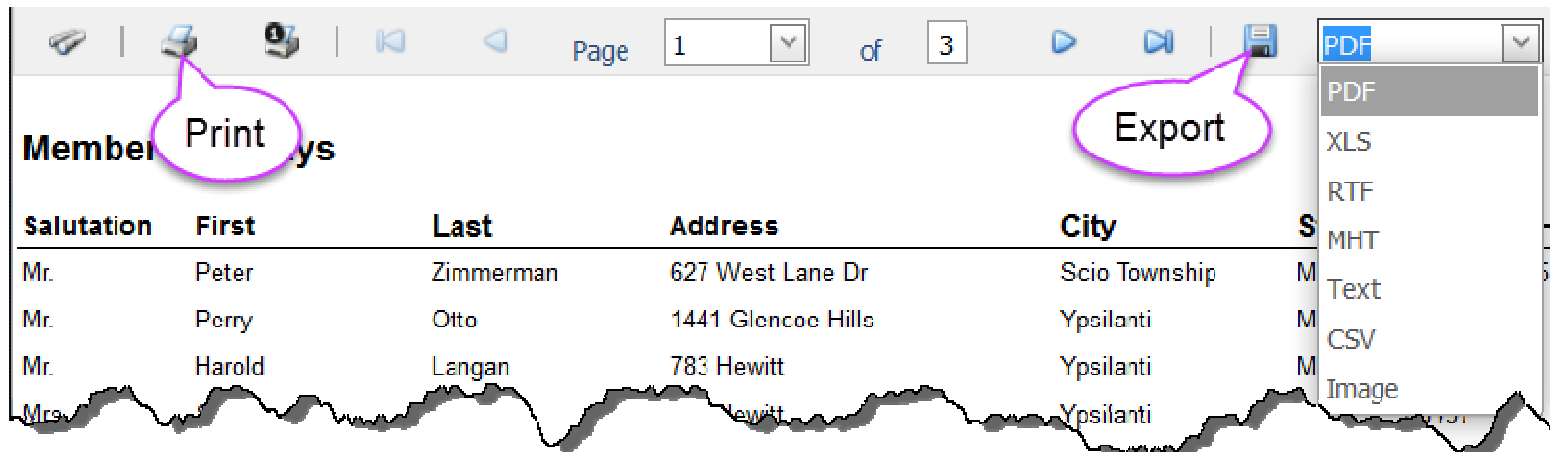 Page 1 of 3 PDF
Print
Export
PDF
XLS
RTF
MHT
Text
CSV
Image
Member ys
Salutation First Last Address City S
Mr. Peter Zimmerman 627 West Lane Dr Scio Township M
Mr. Perry Otto 1441 Glencoe Hills Ypsilanti M
Mr. Harold Langan 783 Hewitt Ypsilanti M
Mrs Hewitt Ypsilanti